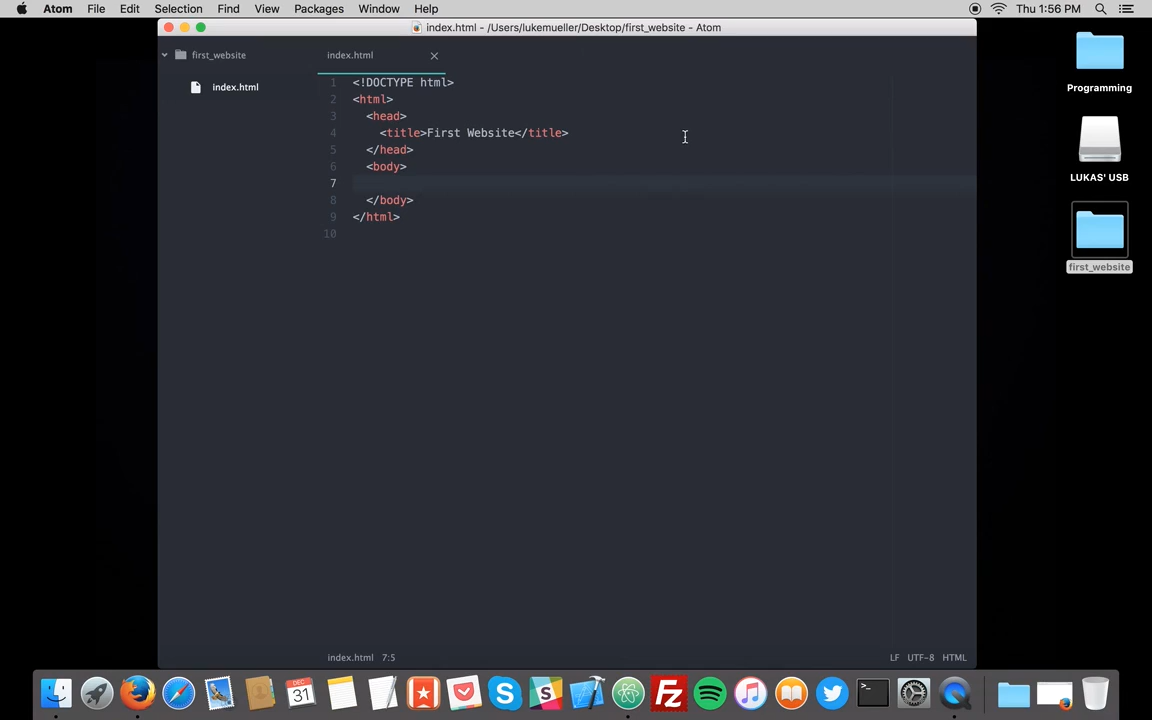 Atom File Edit Selection Find View Packages Window Help Thu 1:56 PM
index.html - /Users/lukemueller/Desktop/first_website - Atom
first_website
index.html
index.html
1 <!DOCTYPE html>
2 <html>
3 <head>
4 <title>First Website</title>
5 </head>
6 <body>
7
8 </body>
9 </html>
10
index.html 7:5 LF UTF-8 HTML
Programming
LUKAS' USB
first_website
DEC
31